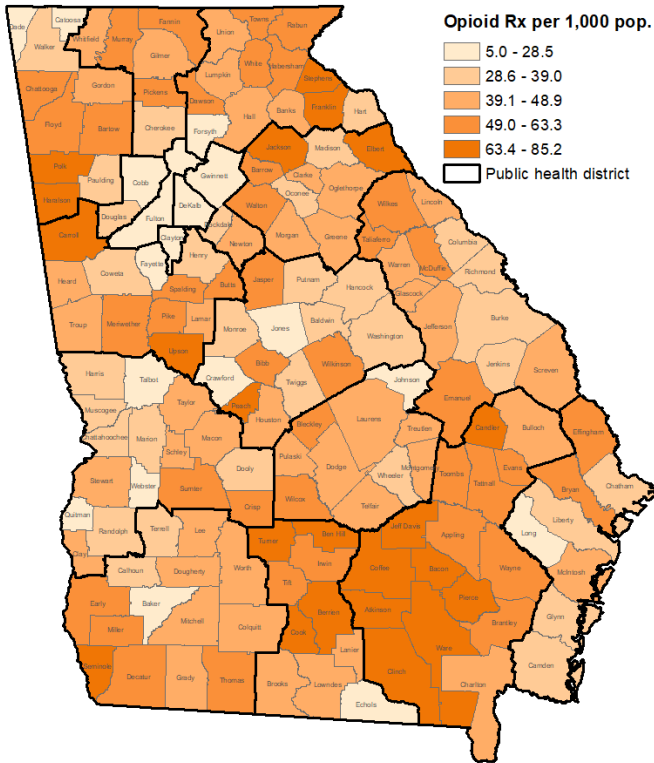 Opioid Rx per 1,000 pop.
5.0 - 28.5
28.6 - 39.0
39.1 - 48.9
49.0 - 63.3
63.4 - 85.2
Public health district
Dade
Catoosa
Fannin
Towns
Rabun
Walker
Whitfield
Murray
Union
Gilmer
White
Habersham
Lumpkin
Stephens
Chattooga
Gordon
Pickens
Dawson
Franklin
Hall
Banks
Hart
Floyd
Bartow
Cherokee
Forsyth
Jackson
Madison
Elbert
Polk
Paulding
Cobb
Gwinnett
Barrow
Clarke
Oconee
Oglethorpe
Wilkes
Lincoln
Haralson
Douglas
Fulton
DeKalb
Walton
Rockdale
Clayton
Morgan
Greene
Taliaferro
Columbia
Carroll
Newton
Fayette
Henry
McDuffie
Warren
Richmond
Heard
Coweta
Spalding
Butts
Jasper
Putnam
Hancock
Glascock
Troup
Meriwether
Pike
Lamar
Monroe
Jones
Baldwin
Jefferson
Burke
Washington
Upson
Bibb
Wilkinson
Jenkins
Screven
Harris
Talbot
Crawford
Twiggs
Johnson
Emanuel
Muscogee
Taylor
Peach
Houston
Bleckley
Laurens
Candler
Bulloch
Effingham
Chattahoochee
Marion
Macon
Treutlen
Schley
Dooly
Pulaski
Dodge
Wheeler
Montgomery
Toombs
Evans
Tattnall
Bryan
Chatham
Stewart
Webster
Sumter
Crisp
Wilcox
Telfair
Liberty
Long
Quitman
Randolph
Terrell
Lee
Turner
Ben Hill
Jeff Davis
Appling
Clay
Calhoun
Dougherty
Worth
Irwin
Tift
Coffee
Bacon
Wayne
McIntosh
Early
Baker
Mitchell
Pierce
Miller
Colquitt
Cook
Berrien
Atkinson
Brantley
Glynn
Ware
Seminole
Decatur
Grady
Thomas
Brooks
Lanier
Lowndes
Clinch
Charlton
Camden
Echols